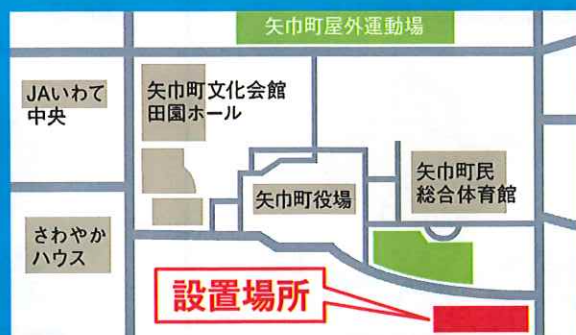 矢巾町屋外運動場
JAいわて
中央
矢巾町文化会館
田園ホール
矢巾町役場
矢巾町民
総合体育館
さわやか
ハウス
設置場所